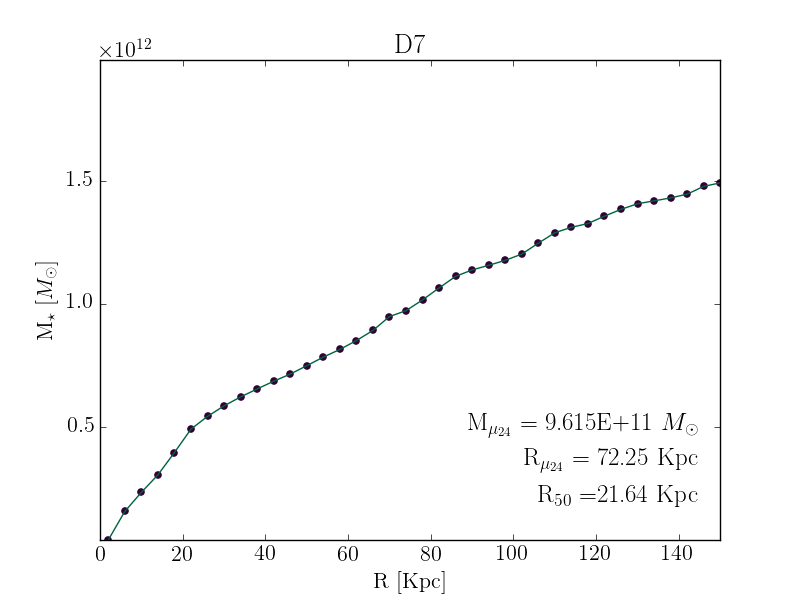 D7
×10¹²
1.5
1.0
0.5
M⋆ [M⊙]
M_μ24 = 9.615E+11 M⊙
R_μ24 = 72.25 Kpc
R₅₀ =21.64 Kpc
0 20 40 60 80 100 120 140
R [Kpc]